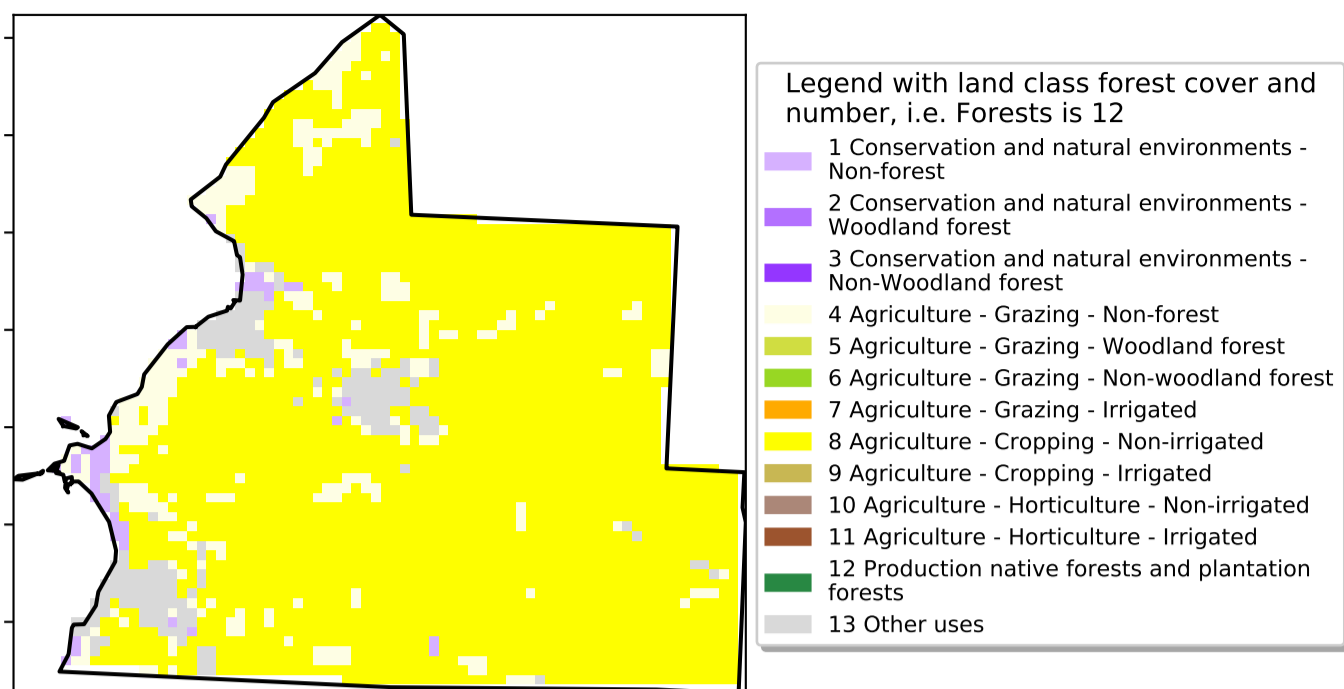 Legend with land class forest cover and
number, i.e. Forests is 12
1 Conservation and natural environments -
Non-forest
2 Conservation and natural environments -
Woodland forest
3 Conservation and natural environments -
Non-Woodland forest
4 Agriculture - Grazing - Non-forest
5 Agriculture - Grazing - Woodland forest
6 Agriculture - Grazing - Non-woodland forest
7 Agriculture - Grazing - Irrigated
8 Agriculture - Cropping - Non-irrigated
9 Agriculture - Cropping - Irrigated
10 Agriculture - Horticulture - Non-irrigated
11 Agriculture - Horticulture - Irrigated
12 Production native forests and plantation
forests
13 Other uses